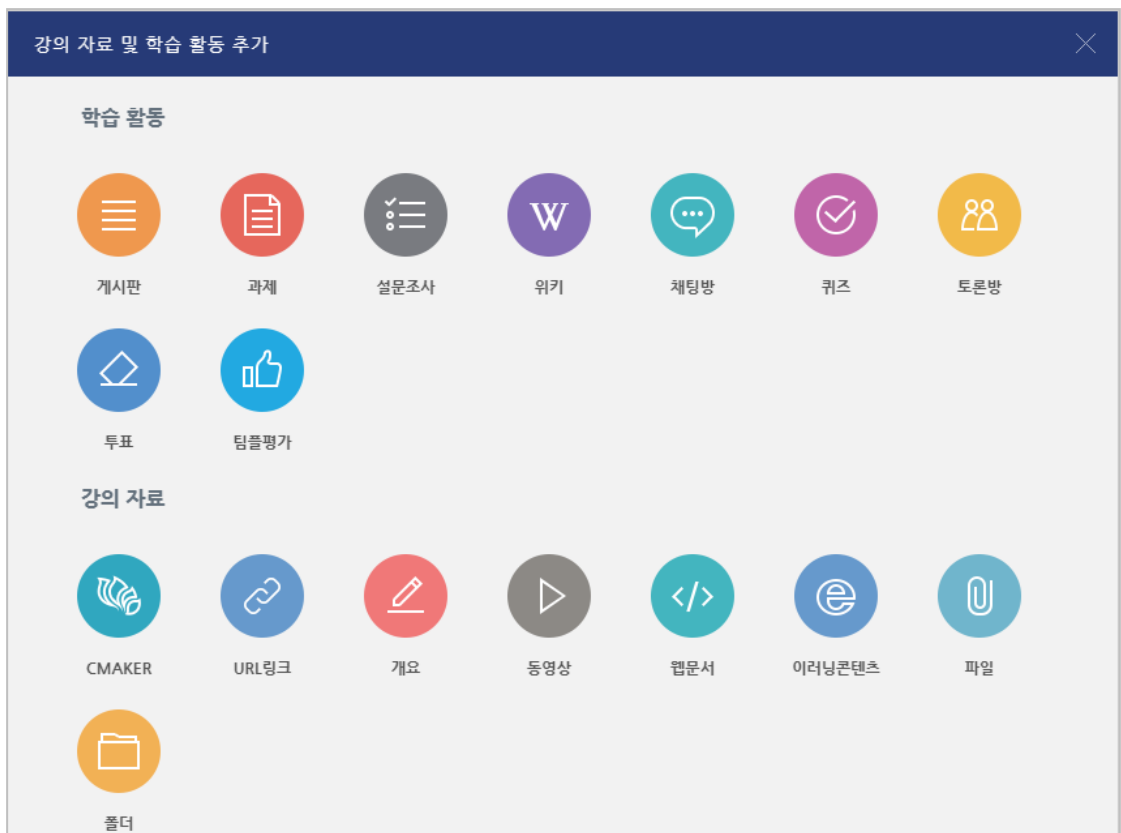 강의 자료 및 학습 활동 추가
학습 활동
게시판 과제 설문조사 위키 채팅방 퀴즈 토론방
투표 팀플평가
강의 자료
CMAKER URL링크 개요 동영상 웹문서 이러닝콘텐츠 파일
폴더